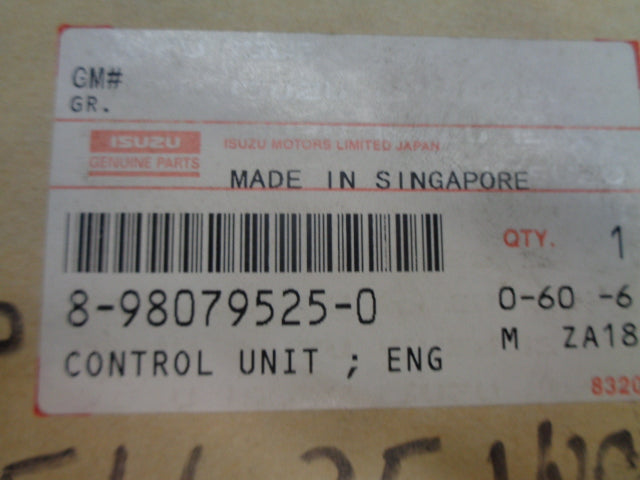 GM#
GR.
ISUZU
GENUINE PARTS
ISUZU MOTORS LIMITED JAPAN
MADE IN SINGAPORE
QTY. 1
8-98079525-0
0-60 -6
CONTROL UNIT ; ENG
M ZA18
8320